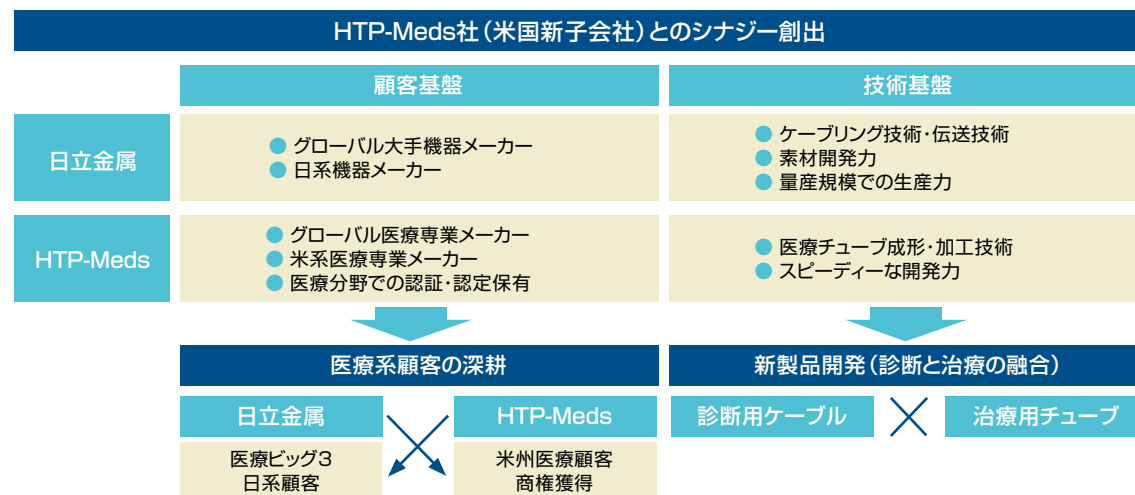 HTP-Meds社（米国新子会社）とのシナジー創出
顧客基盤
技術基盤
日立金属
● グローバル大手機器メーカー
● 日系機器メーカー
● ケーブリング技術・伝送技術
● 素材開発力
● 量産規模での生産力
HTP-Meds
● グローバル医療専業メーカー
● 米系医療専業メーカー
● 医療分野での認証・認定保有
● 医療チューブ成形・加工技術
● スピーディーな開発力
医療系顧客の深耕
新製品開発（診断と治療の融合）
日立金属
HTP-Meds
診断用ケーブル
治療用チューブ
医療ビッグ3
日系顧客
米州医療顧客
商権獲得